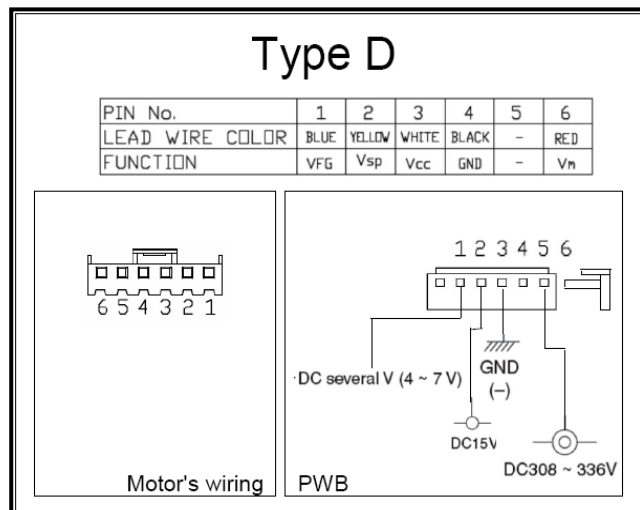 Type D
PIN No. 1 2 3 4 5 6
LEAD WIRE COLOR BLUE YELLOW WHITE BLACK - RED
FUNCTION VFG Vsp Vcc GND - Vm
6 5 4 3 2 1
Motor's wiring
1 2 3 4 5 6
DC several V (4 ~ 7 V)
GND
(–)
DC15V
DC308 ~ 336V
PWB